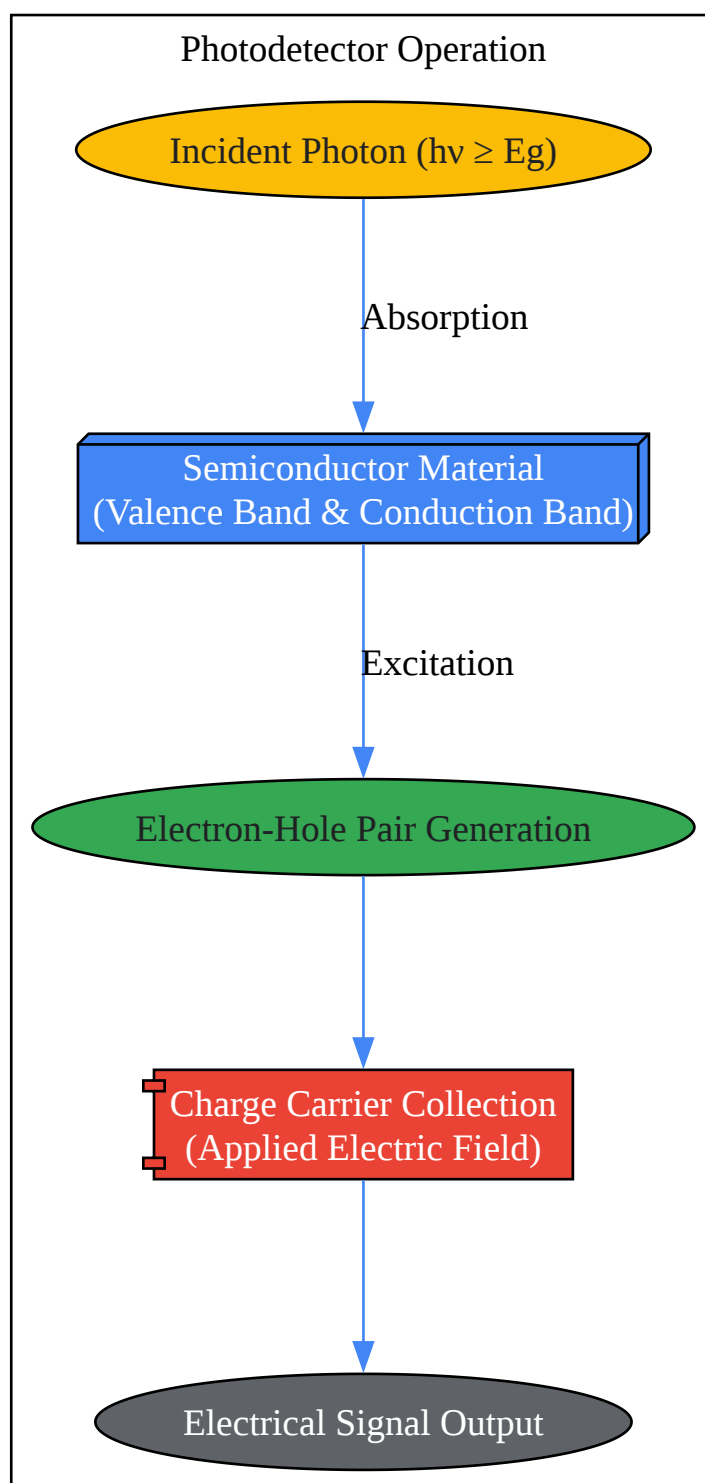 Photodetector Operation
Incident Photon (hν ≥ Eg)
Absorption
Semiconductor Material
(Valence Band & Conduction Band)
Excitation
Electron-Hole Pair Generation
Charge Carrier Collection
(Applied Electric Field)
Electrical Signal Output